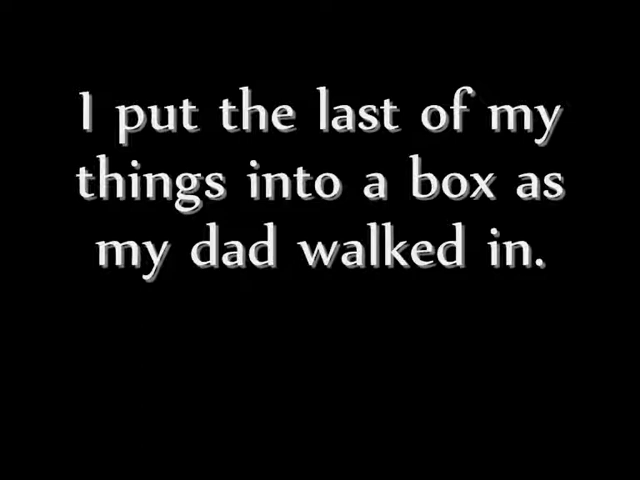 I put the last of my
things into a box as
my dad walked in.